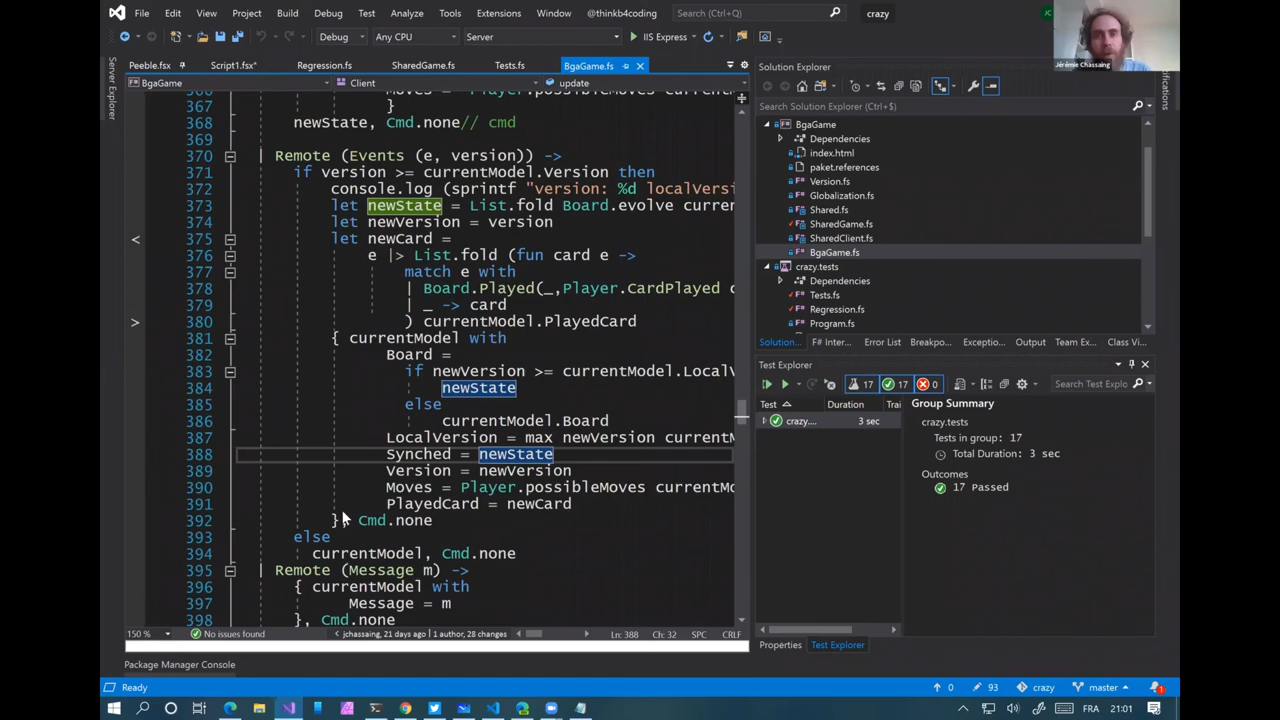 File Edit View Project Build Debug Test Analyze Tools Extensions Window @thinkb4coding Search (Ctrl+Q) crazy JC
Debug Any CPU Server IIS Express
Jérémie Chassaing
Server Explorer
Peeble.fsx Script1.fsx* Regression.fs SharedGame.fs Tests.fs BgaGame.fs
BgaGame Client update
366
367 }
368 newState, Cmd.none// cmd
369
370 | Remote (Events (e, version)) ->
371 if version >= currentModel.Version then
372 console.log (sprintf "version: %d localVersi
373 let newState = List.fold Board.evolve curren
374 let newVersion = version
375 let newCard =
376 e |> List.fold (fun card e ->
377 match e with
378 | Board.Played(_,Player.CardPlayed c
379 | _ -> card
380 ) currentModel.PlayedCard
381 { currentModel with
382 Board =
383 if newVersion >= currentModel.LocalV
384 newState
385 else
386 currentModel.Board
387 LocalVersion = max newVersion currentM
388 Synched = newState
389 Version = newVersion
390 Moves = Player.possibleMoves currentMo
391 PlayedCard = newCard
392 }, Cmd.none
393 else
394 currentModel, Cmd.none
395 | Remote (Message m) ->
396 { currentModel with
397 Message = m
398 }, Cmd.none
150 % No issues found jchassaing, 21 days ago | 1 author, 28 changes Ln: 388 Ch: 32 SPC CRLF
Package Manager Console
Solution Explorer
Search Solution Explorer (Ctrl+$)
BgaGame
Dependencies
index.html
paket.references
Version.fs
Globalization.fs
Shared.fs
SharedGame.fs
SharedClient.fs
BgaGame.fs
crazy.tests
Dependencies
Tests.fs
Regression.fs
Program.fs
Solution... F# Inter... Error List Breakpo... Exceptio... Output Team Ex... Class Vi...
Test Explorer
17 17 0 Search Test Explorer
Test Duration Trai
crazy.... 3 sec
Group Summary
crazy.tests
Tests in group: 17
Total Duration: 3 sec
Outcomes
17 Passed
Properties Test Explorer
Ready 0 93 crazy master 1
FRA 21:01